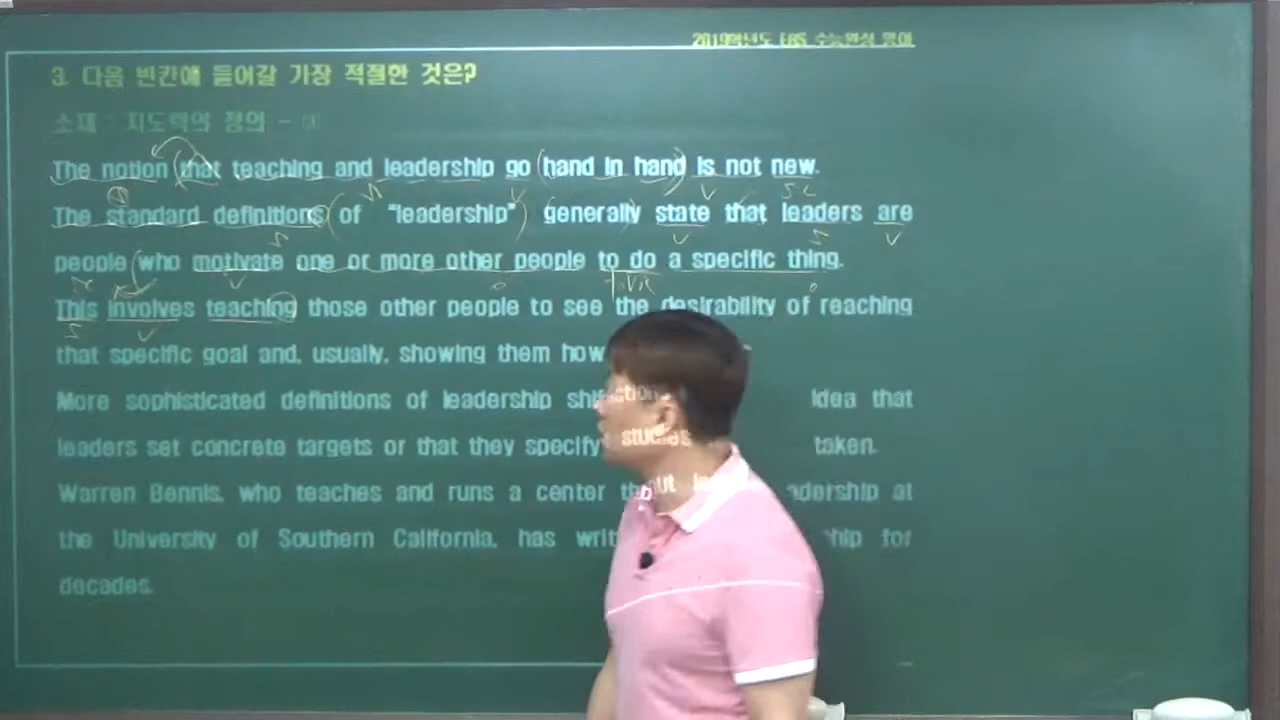 2019학년도 EBS 수능완성 영어
3. 다음 빈칸에 들어갈 가장 적절한 것은?
소재 : 지도력의 정의 -
The notion that teaching and leadership go hand in hand is not new.
The standard definitions of "leadership" generally state that leaders are
people who motivate one or more other people to do a specific thing.
This involves teaching those other people to see the desirability of reaching
that specific goal and, usually, showing them how
More sophisticated definitions of leadership idea that
leaders set concrete targets or that they specify studies taken.
Warren Bennis, who teaches and runs a center at
the University of Southern California, has for
decades.